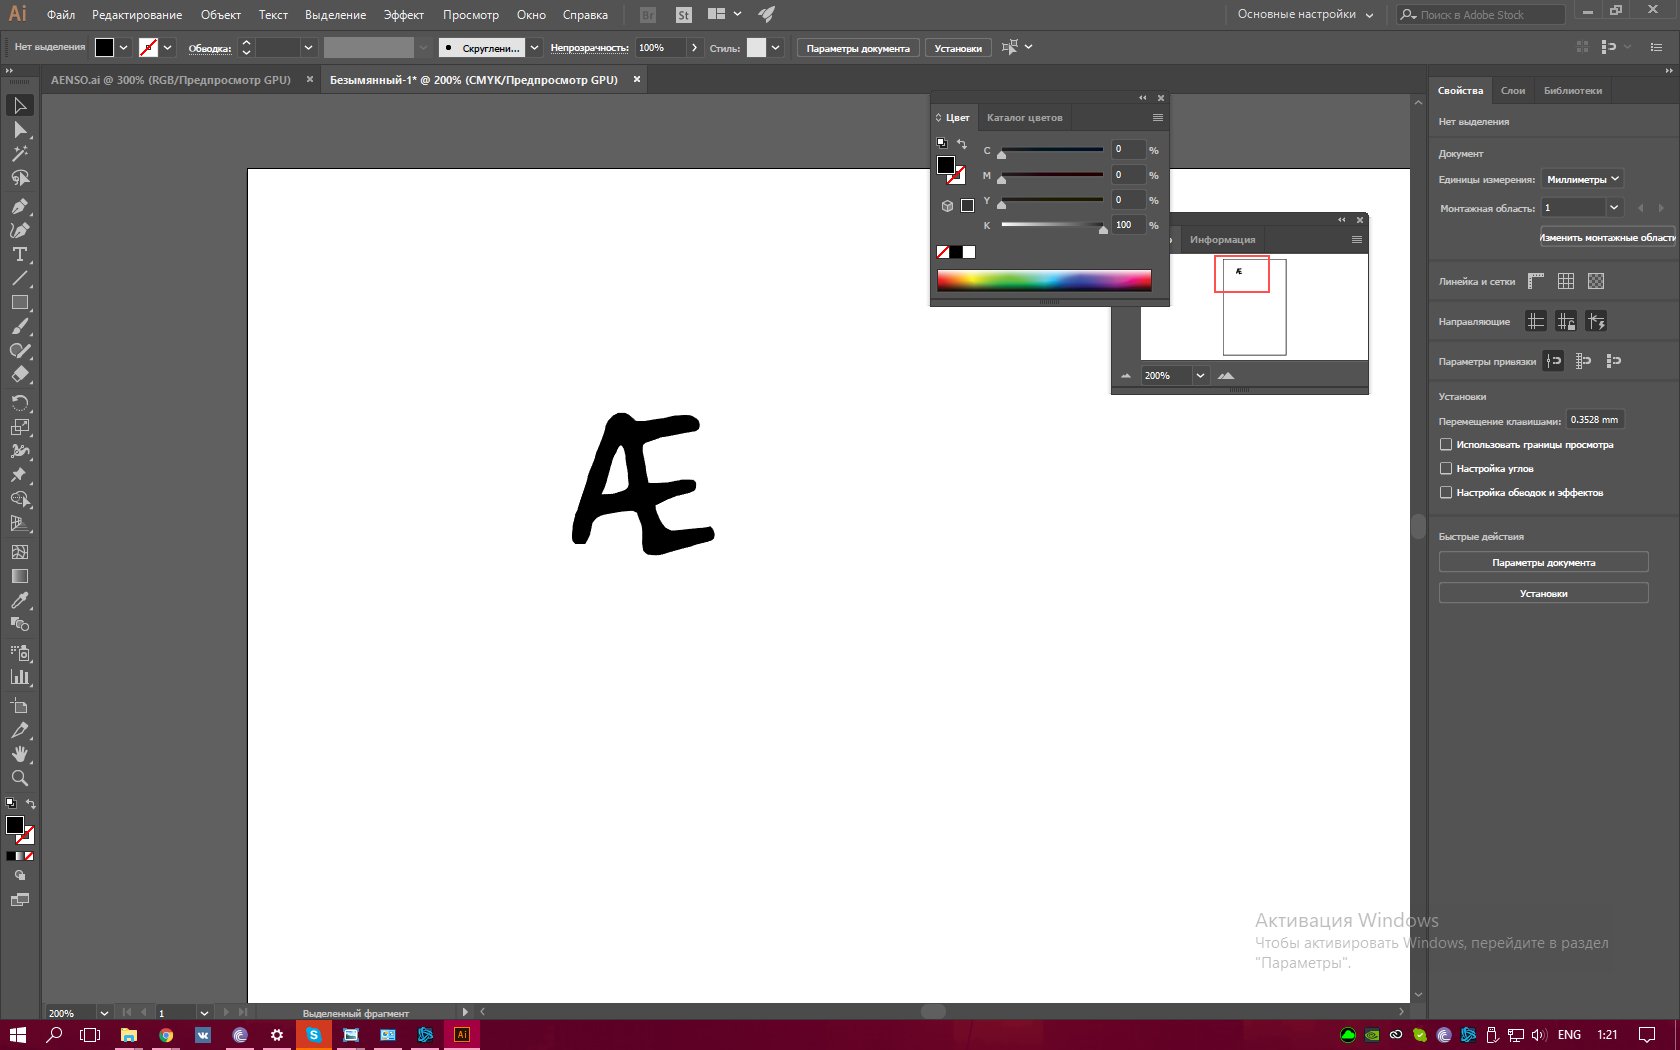 Ai Файл Редактирование Объект Текст Выделение Эффект Просмотр Окно Справка Br St Основные настройки Поиск в Adobe Stock
Нет выделения Обводка: Скруглени... Непрозрачность: 100% Стиль: Параметры документа Установки
AENSO.ai @ 300% (RGB/Предпросмотр GPU) × Безымянный-1* @ 200% (CMYK/Предпросмотр GPU) ×
Цвет Каталог цветов
C 0 %
M 0 %
Y 0 %
K 100 %
Информация
Æ
200%
Свойства Слои Библиотеки
Нет выделения
Документ
Единицы измерения: Миллиметры
Монтажная область: 1
Изменить монтажные области
Линейка и сетки
Направляющие
Параметры привязки
Установки
Перемещение клавишами: 0.3528 mm
Использовать границы просмотра
Настройка углов
Настройка обводок и эффектов
Быстрые действия
Параметры документа
Установки
Æ
Активация Windows
Чтобы активировать Windows, перейдите в раздел
"Параметры".
200% 1 Выделенный фрагмент
Ai ENG 1:21